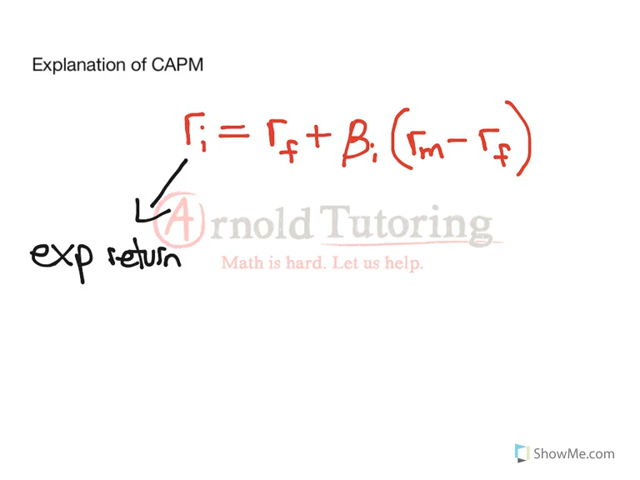 Explanation of CAPM
rᵢ = r_f + βᵢ (r_m − r_f)
Arnold Tutoring
exp return
Math is hard. Let us help.
ShowMe.com